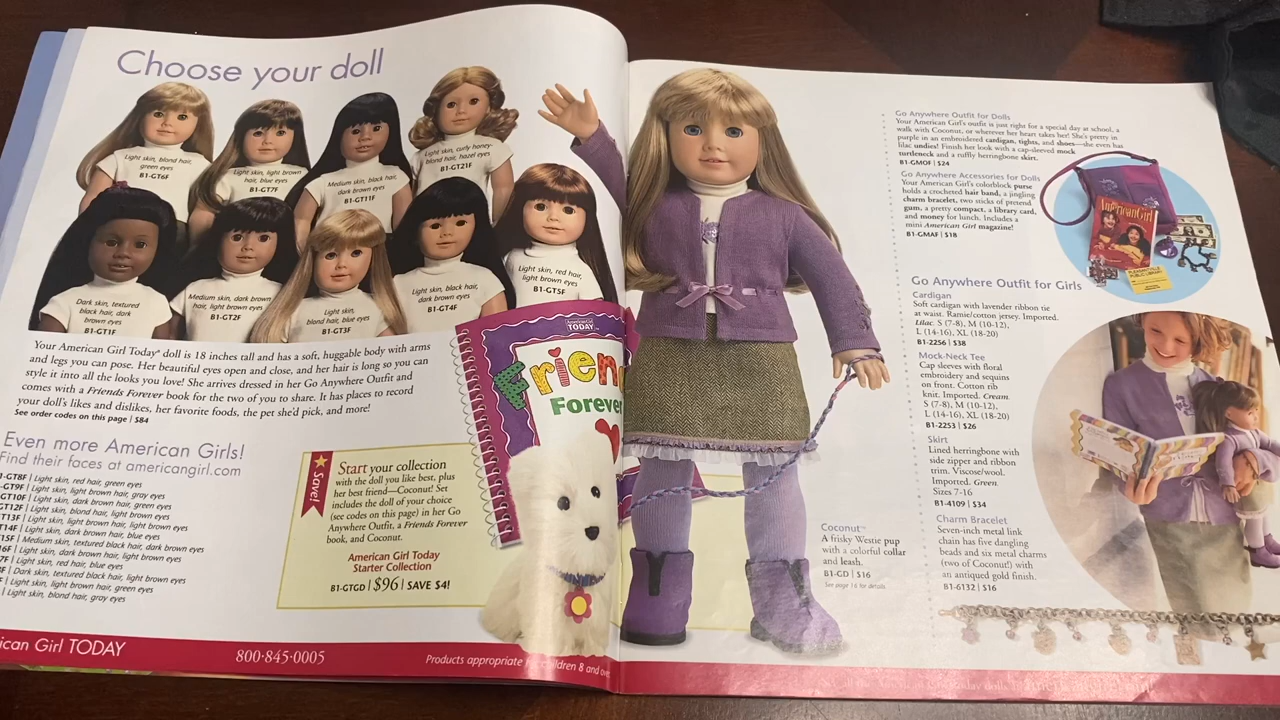 Choose your doll
Light skin, blond hair,
green eyes
B1-GT6F
Light skin, light brown
hair, blue eyes
B1-GT7F
Medium skin, black hair,
dark brown eyes
B1-GT11F
Light skin, curly honey-
blond hair, hazel eyes
B1-GT21F
Dark skin, textured
black hair, dark
brown eyes
B1-GT1F
Medium skin, dark brown
hair, light brown eyes
B1-GT2F
Light skin,
blond hair, blue eyes
B1-GT3F
Light skin, black hair,
dark brown eyes
B1-GT4F
Light skin, red hair,
brown eyes
B1-GT5F
Your American Girl Today® doll is 18 inches tall and has a soft, huggable body with arms
and legs you can pose. Her beautiful eyes open and close, and her hair is long so you can
style it into all the looks you love! She arrives dressed in her Go Anywhere Outfit and
comes with a Friends Forever book for the two of you to share. It has places to record
your doll's likes and dislikes, her favorite foods, the pet she'd pick, and more!
See order codes on this page | $84
Even more American Girls!
Find their faces at americangirl.com
-GT8F | Light skin, red hair, green eyes
GT9F | Light skin, light brown hair, gray eyes
GT10F | Light skin, dark brown hair, green eyes
GT12F | Light skin, blond hair, light brown eyes
T13F | Light skin, light brown hair, light brown eyes
T14F | Light skin, dark brown hair, blue eyes
15F | Medium skin, textured black hair, dark brown eyes
6F | Light skin, dark brown hair, light brown eyes
7F | Light skin, red hair, blue eyes
F | Dark skin, textured black hair, light brown eyes
| Light skin, light brown hair, green eyes
| Light skin, blond hair, gray eyes
Save!
Start your collection
with the doll you like best, plus
her best friend—Coconut! Set
includes the doll of your choice
(see codes on this page) in her Go
Anywhere Outfit, a Friends Forever
book, and Coconut.
American Girl Today
Starter Collection
B1-GTGD | $96 | SAVE $4!
American Girl
TODAY
Frien
Forever
ican Girl TODAY
800·845·0005
Products appropriate for children 8 and ove
Go Anywhere Outfit for Dolls
Your American Girl's outfit is just right for a special day at school, a
walk with Coconut, or wherever her heart takes her! She's pretty in
purple in an embroidered cardigan, tights, and shoes—she even has
lilac undies! Finish her look with a cap-sleeved mock
turtleneck and a ruffly herringbone skirt.
B1-GMOF | $24
Go Anywhere Accessories for Dolls
Your American Girl's colorblock purse
holds a crocheted hair band, a jingling
charm bracelet, two sticks of pretend
gum, a pretty compact, a library card,
and money for lunch. Includes a
mini American Girl magazine!
B1-GMAF | $18
American Girl
PLEASANTVILLE
PUBLIC LIBRARY
Go Anywhere Outfit for Girls
Cardigan
Soft cardigan with lavender ribbon tie
at waist. Ramie/cotton jersey. Imported.
Lilac. S (7-8), M (10-12),
L (14-16), XL (18-20)
B1-2256 | $38
Mock-Neck Tee
Cap sleeves with floral
embroidery and sequins
on front. Cotton rib
knit. Imported. Cream.
S (7-8), M (10-12),
L (14-16), XL (18-20)
B1-2253 | $26
Skirt
Lined herringbone with
side zipper and ribbon
trim. Viscose/wool.
Imported. Green.
Sizes 7-16
B1-4109 | $34
Charm Bracelet
Seven-inch metal link
chain has five dangling
beads and six metal charms
(two of Coconut!) with
an antiqued gold finish.
B1-6132 | $16
Coconut™
A frisky Westie pup
with a colorful collar
and leash.
B1-GD | $16
See page 16 for details.